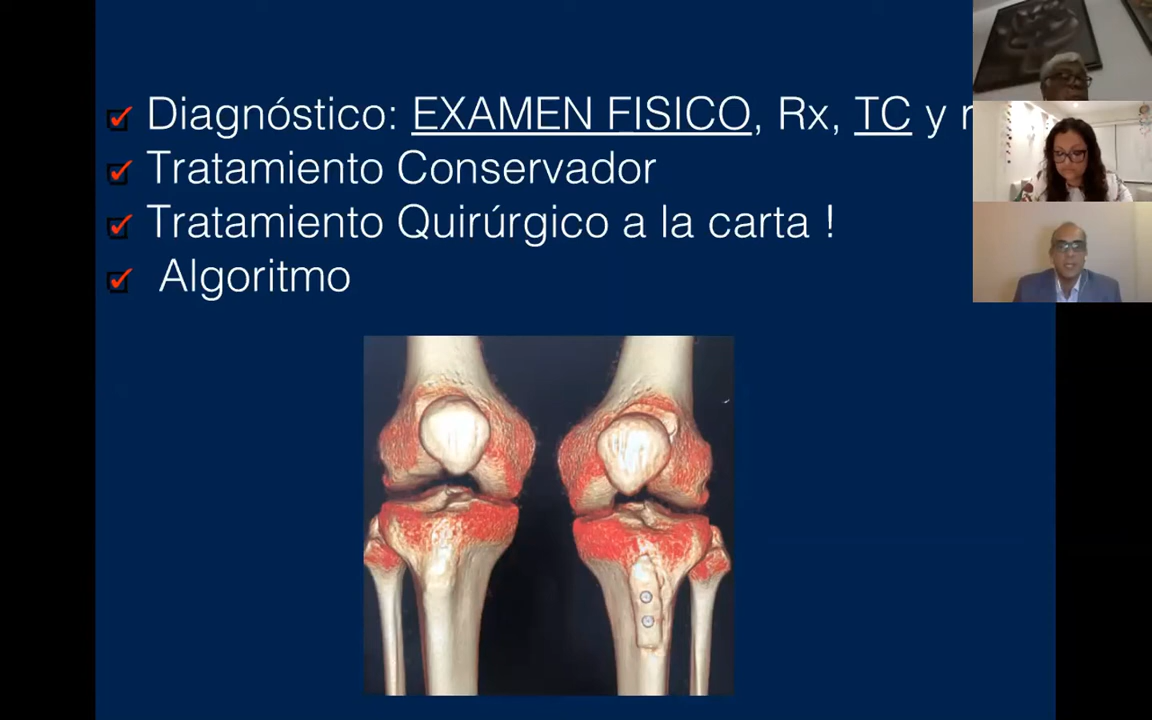 Diagnóstico: EXAMEN FISICO, Rx, TC y
Tratamiento Conservador
Tratamiento Quirúrgico a la carta !
Algoritmo